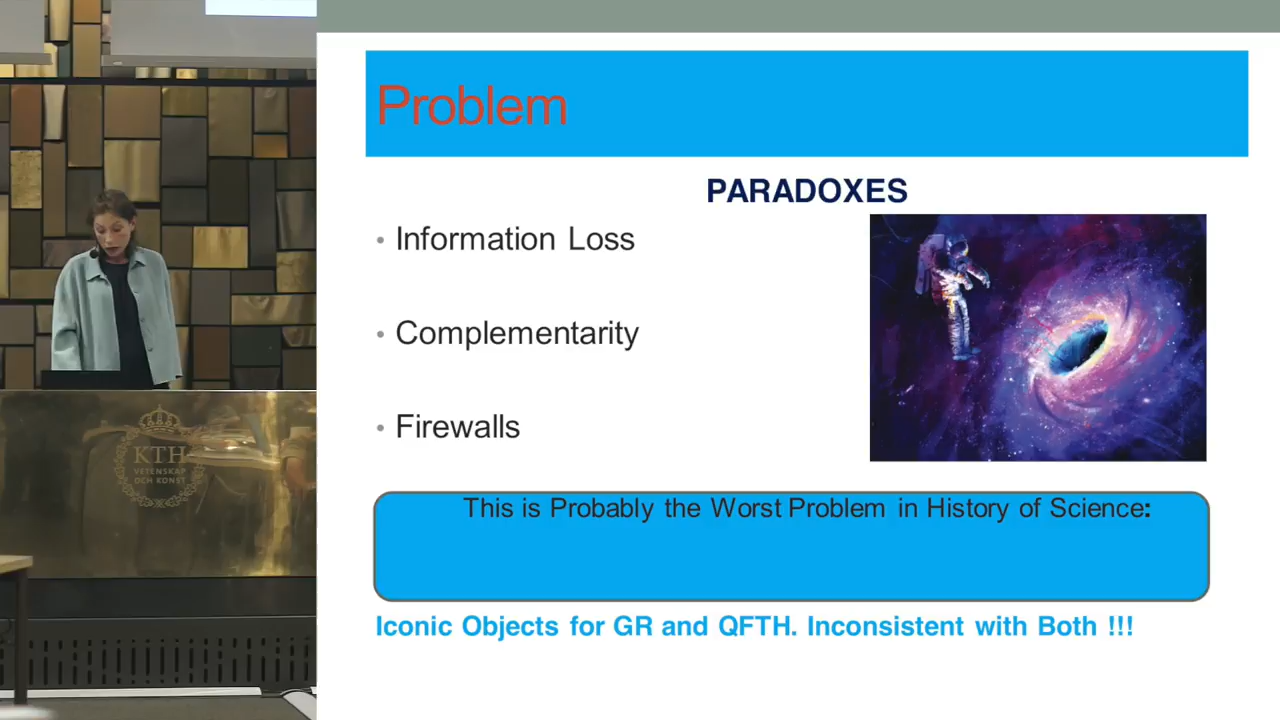 Problem
PARADOXES
• Information Loss
• Complementarity
• Firewalls
This is Probably the Worst Problem in History of Science:
Iconic Objects for GR and QFTH. Inconsistent with Both !!!
KTH
VETENSKAP
OCH KONST